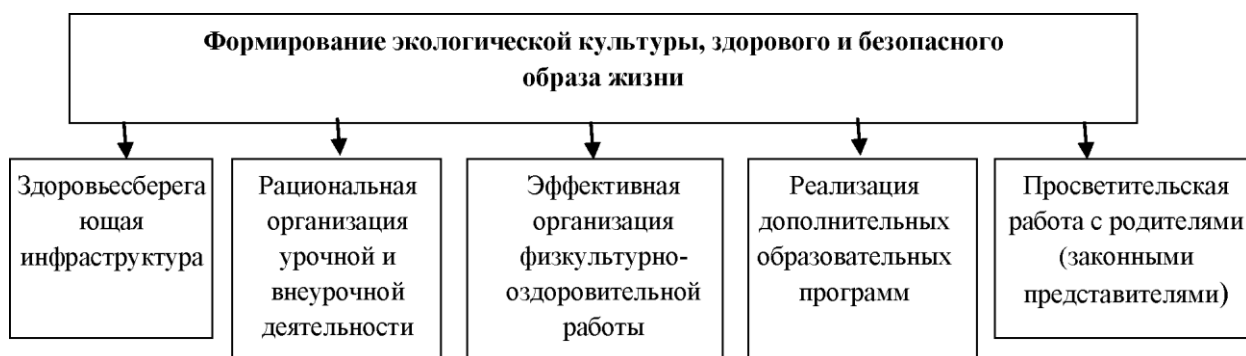 Формирование экологической культуры, здорового и безопасного
образа жизни
Здоровьесберега
ющая
инфраструктура
Рациональная
организация
урочной и
внеурочной
деятельности
Эффективная
организация
физкультурно-
оздоровительной
работы
Реализация
дополнительных
образовательных
программ
Просветительская
работа с родителями
(законными
представителями)